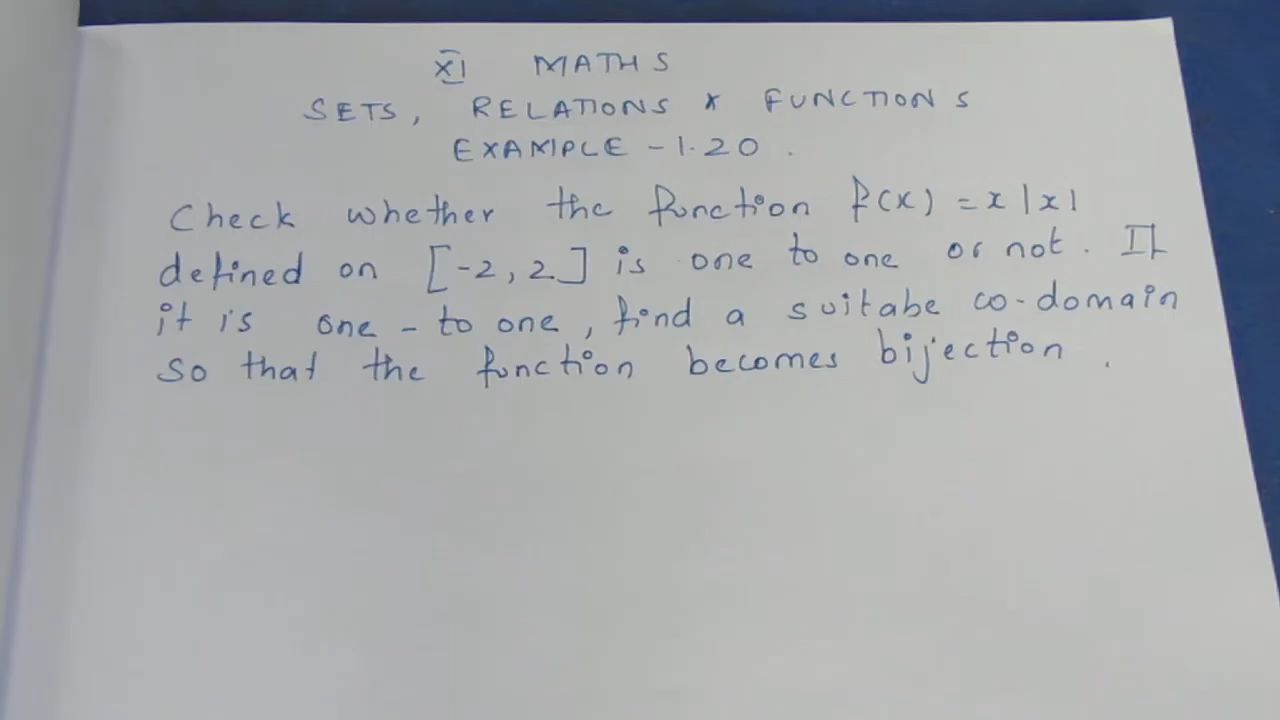 XI MATHS
SETS, RELATIONS & FUNCTIONS
EXAMPLE - 1.20.
Check whether the function f(x) = x|x|
defined on [-2, 2] is one to one or not. If
it is one - to one, find a suitabe co-domain
so that the function becomes bijection.